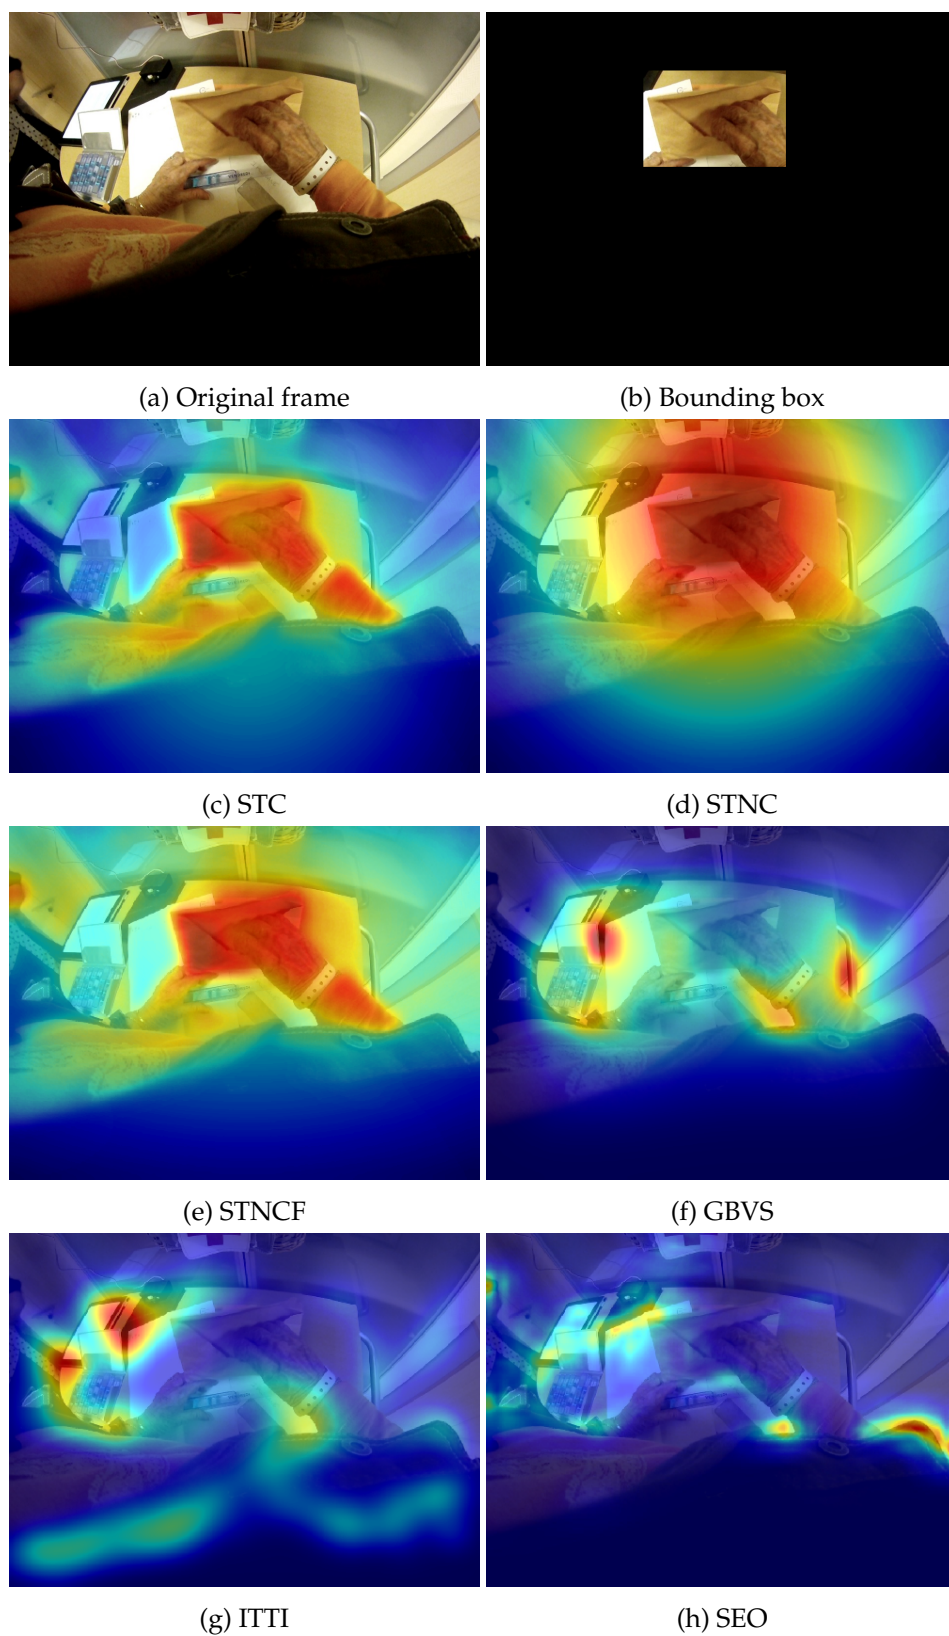 (a) Original frame
(b) Bounding box
(c) STC
(d) STNC
(e) STNCF
(f) GBVS
(g) ITTI
(h) SEO